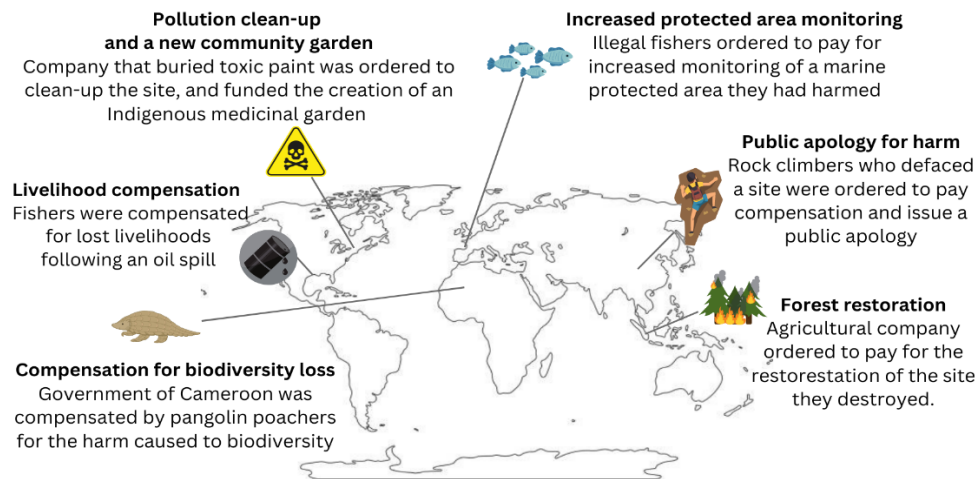 Pollution clean-up
and a new community garden
Company that buried toxic paint was ordered to
clean-up the site, and funded the creation of an
Indigenous medicinal garden
Increased protected area monitoring
Illegal fishers ordered to pay for
increased monitoring of a marine
protected area they had harmed
Livelihood compensation
Fishers were compensated
for lost livelihoods
following an oil spill
Public apology for harm
Rock climbers who defaced
a site were ordered to pay
compensation and issue a
public apology
Compensation for biodiversity loss
Government of Cameroon was
compensated by pangolin poachers
for the harm caused to biodiversity
Forest restoration
Agricultural company
ordered to pay for the
restorestation of the site
they destroyed.